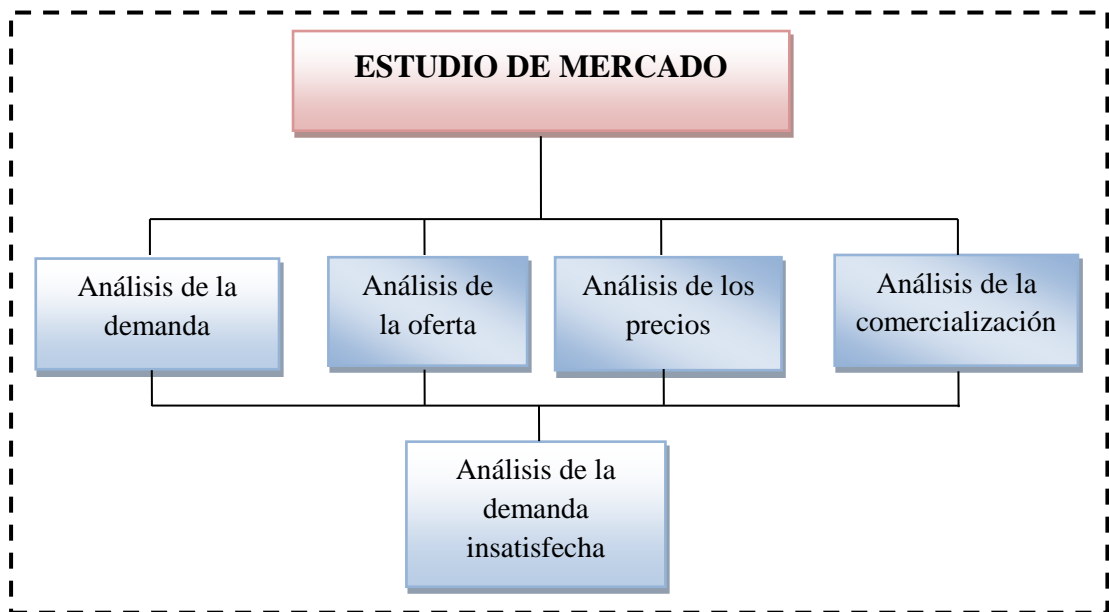 ESTUDIO DE MERCADO
Análisis de la
demanda
Análisis de
la oferta
Análisis de los
precios
Análisis de la
comercialización
Análisis de la
demanda
insatisfecha